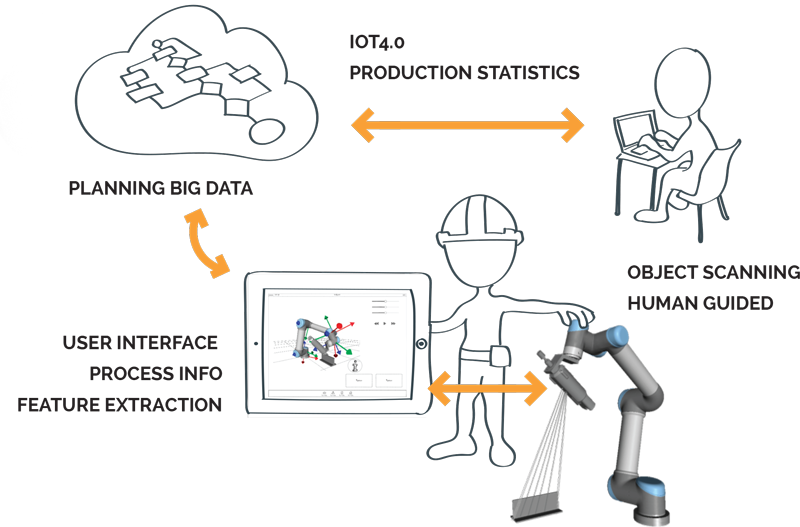 IOT4.0
PRODUCTION STATISTICS
PLANNING BIG DATA
OBJECT SCANNING
HUMAN GUIDED
USER INTERFACE
PROCESS INFO
FEATURE EXTRACTION